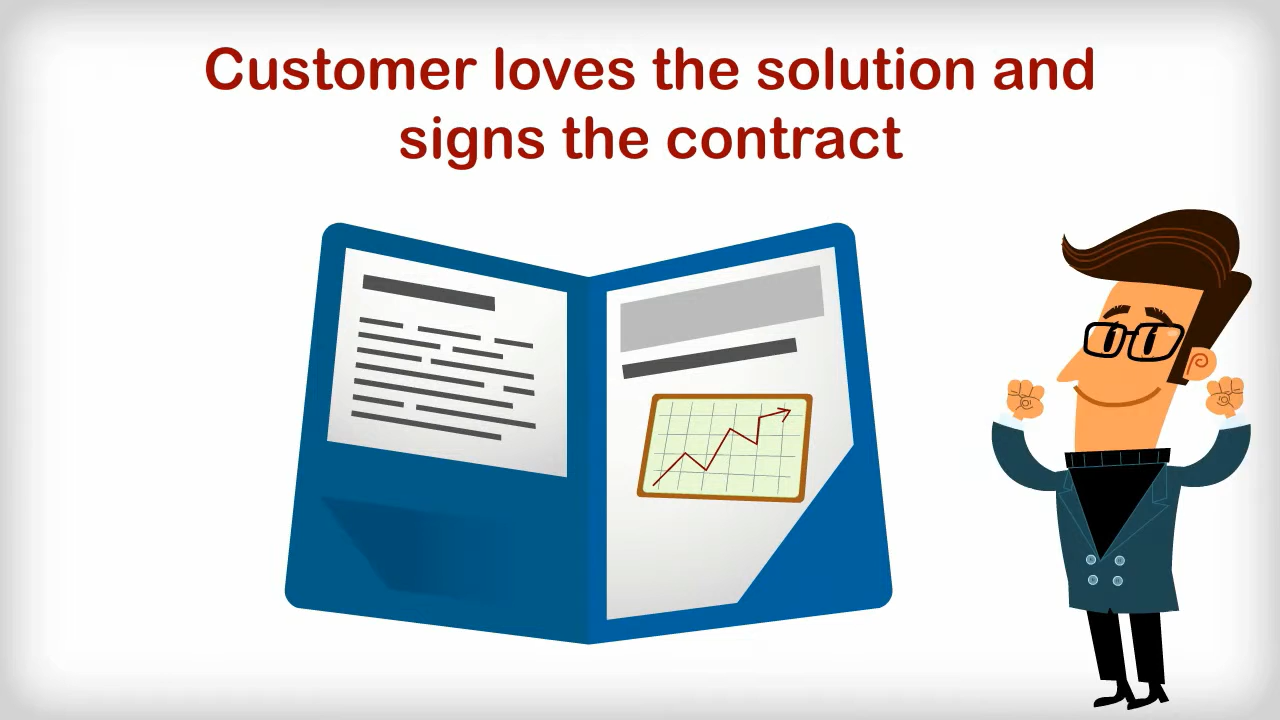 Customer loves the solution and
signs the contract